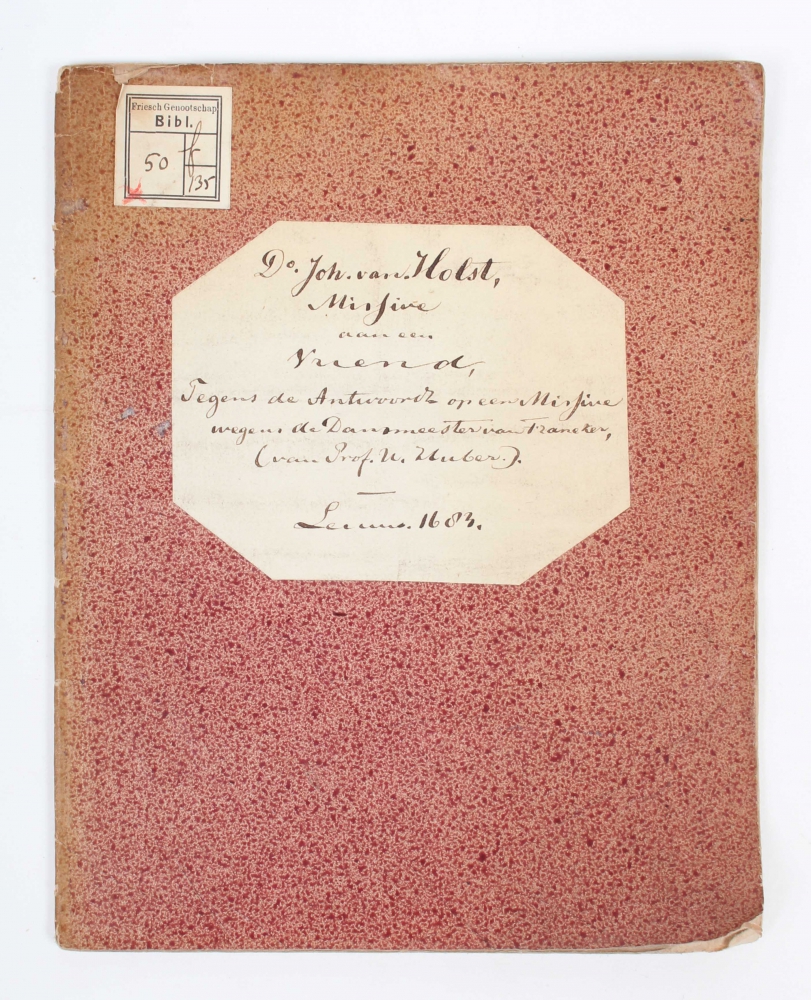 Friesch Genootschap
Bibl.
50 f
135
Do. Joh. van Holst,
Missive
aan een
Vriend,
Tegens de Antwoordt op een Missive
wegens de Dansmeester van Franeker,
(van Prof. U. Huber.).
Leeuw. 1683.